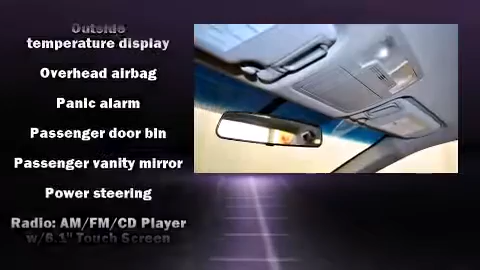 Outside
temperature display
Overhead airbag
Panic alarm
Passenger door bin
Passenger vanity mirror
Power steering
Radio: AM/FM/CD Player
w/6.1" Touch Screen